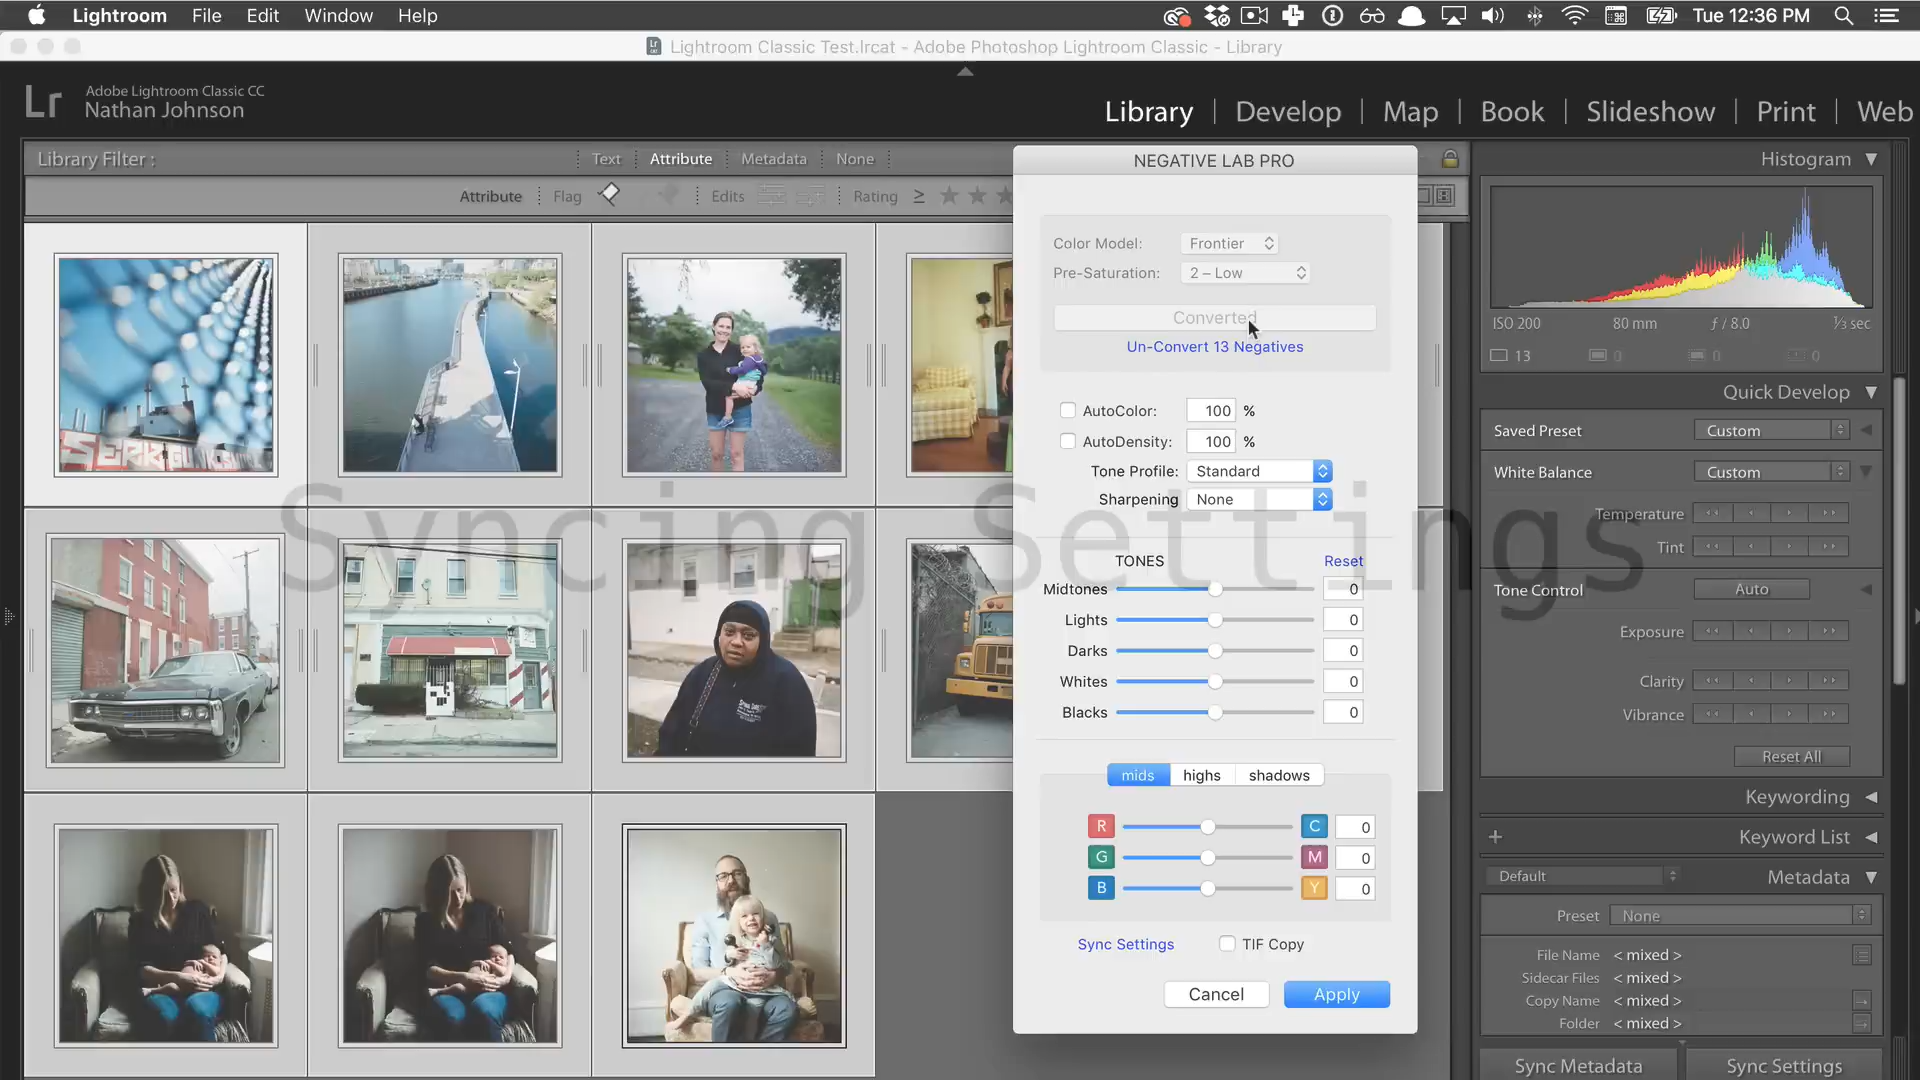 Lightroom File Edit Window Help
Tue 12:36 PM
Lightroom Classic Test.lrcat - Adobe Photoshop Lightroom Classic - Library
Lr
Adobe Lightroom Classic CC
Nathan Johnson
Library Develop Map Book Slideshow Print Web
Library Filter :
Text Attribute Metadata None
Attribute Flag Edits Rating ≥
NEGATIVE LAB PRO
Color Model: Frontier
Pre-Saturation: 2 – Low
Converted
Un-Convert 13 Negatives
AutoColor: 100 %
AutoDensity: 100 %
Tone Profile: Standard
Sharpening None
Syncing Settings
TONES Reset
Midtones 0
Lights 0
Darks 0
Whites 0
Blacks 0
mids highs shadows
R C 0
G M 0
B Y 0
Sync Settings TIF Copy
Cancel Apply
Histogram
ISO 200 80 mm ƒ / 8.0 ⅓ sec
13 0 0 0
Quick Develop
Saved Preset Custom
White Balance Custom
Temperature
Tint
Tone Control Auto
Exposure
Clarity
Vibrance
Reset All
Keywording
+ Keyword List
Default Metadata
Preset None
File Name < mixed >
Sidecar Files < mixed >
Copy Name < mixed >
Folder < mixed >
Sync Metadata Sync Settings